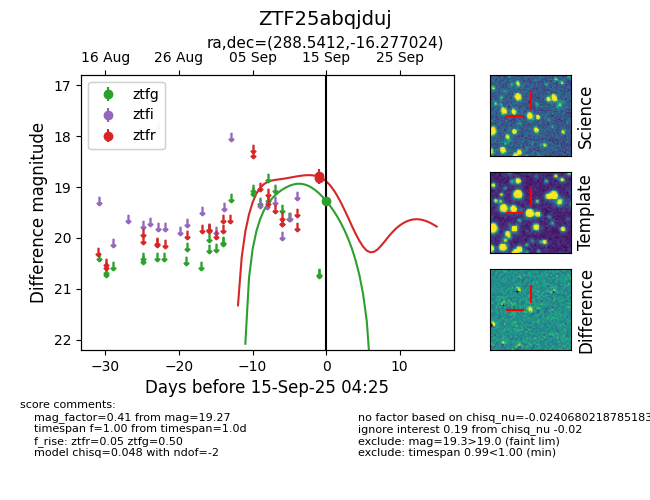 ZTF25abqjduj
ra,dec=(288.5412,-16.277024)
16 Aug 26 Aug 05 Sep 15 Sep 25 Sep
17
18
19
20
21
22
Difference magnitude
ztfg
ztfi
ztfr
−30 −20 −10 0 10
Days before 15-Sep-25 04:25
Science
Template
Difference
score comments:
mag_factor=0.41 from mag=19.27
timespan f=1.00 from timespan=1.0d
f_rise: ztfr=0.05 ztfg=0.50
model chisq=0.048 with ndof=-2
no factor based on chisq_nu=-0.0240680218785183
ignore interest 0.19 from chisq_nu -0.02
exclude: mag=19.3>19.0 (faint lim)
exclude: timespan 0.99<1.00 (min)